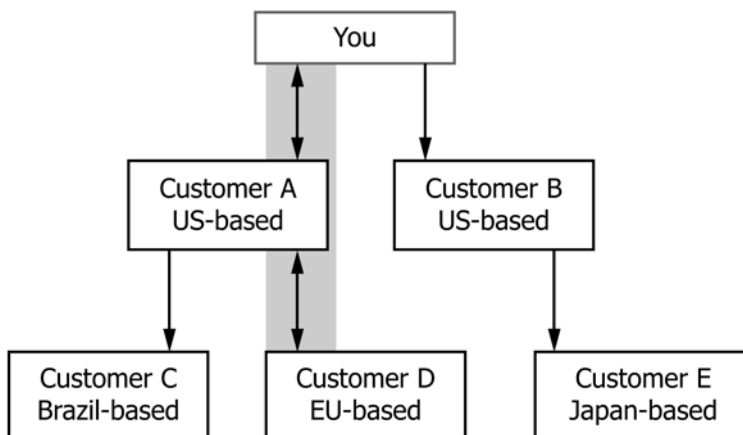 You
Customer A
US-based
Customer B
US-based
Customer C
Brazil-based
Customer D
EU-based
Customer E
Japan-based